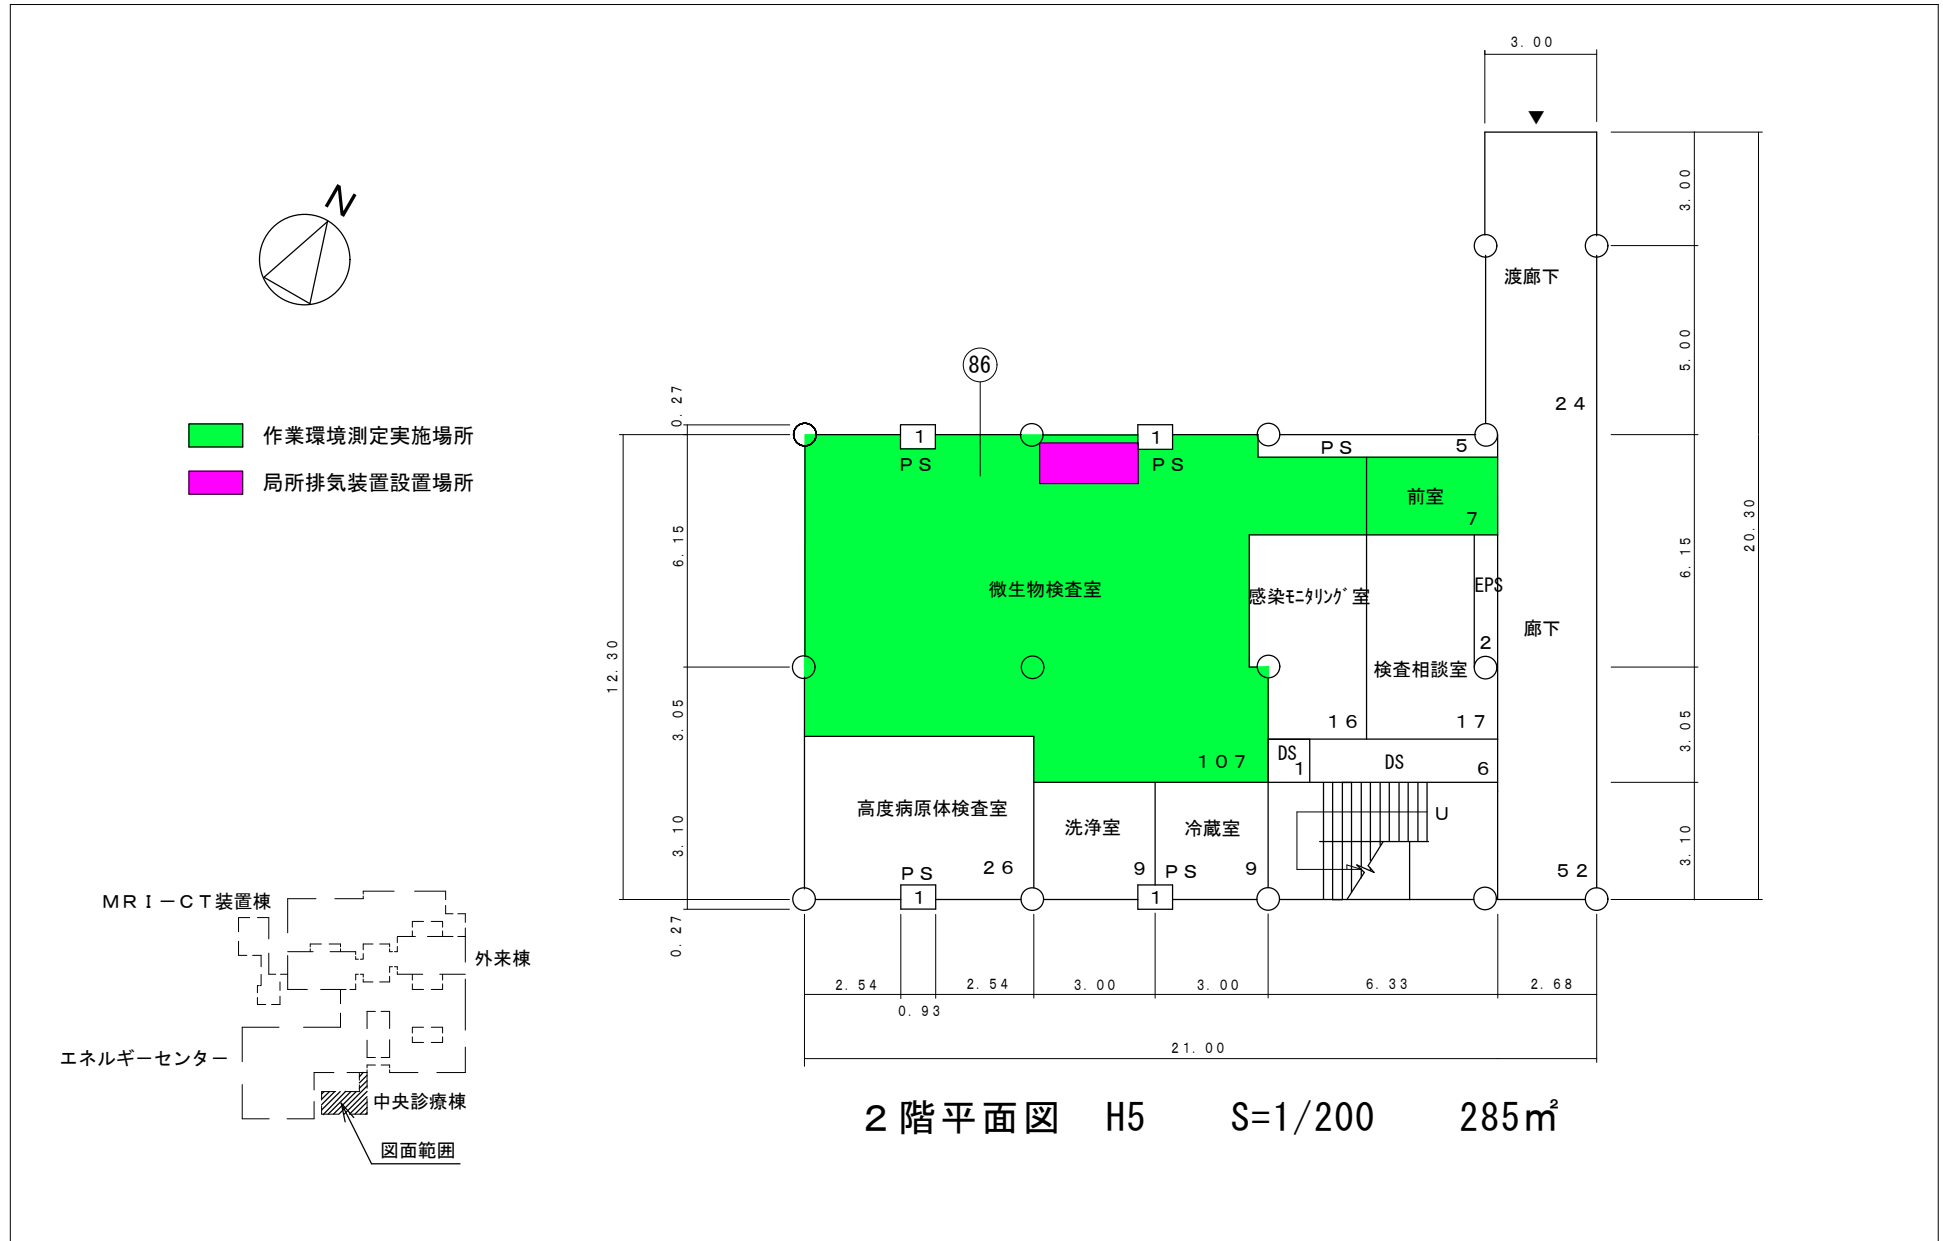 3.00
N
渡廊下
3.00
5.00
24
86
0.27
作業環境測定実施場所
局所排気装置設置場所
1
PS
1
PS
PS
5
前室
7
6.15
20.30
6.15
微生物検査室
感染ﾓﾆﾀﾘﾝｸﾞ室
EPS
2
廊下
12.30
検査相談室
16
17
3.05
3.05
107
DS
1
DS
6
高度病原体検査室
洗浄室
冷蔵室
U
3.10
3.10
PS
26
9
PS
9
52
1
1
0.27
MRI－CT装置棟
外来棟
2.54
2.54
3.00
3.00
6.33
2.68
0.93
21.00
エネルギーセンター
中央診療棟
図面範囲
２階平面図 H5 S=1/200 285㎡